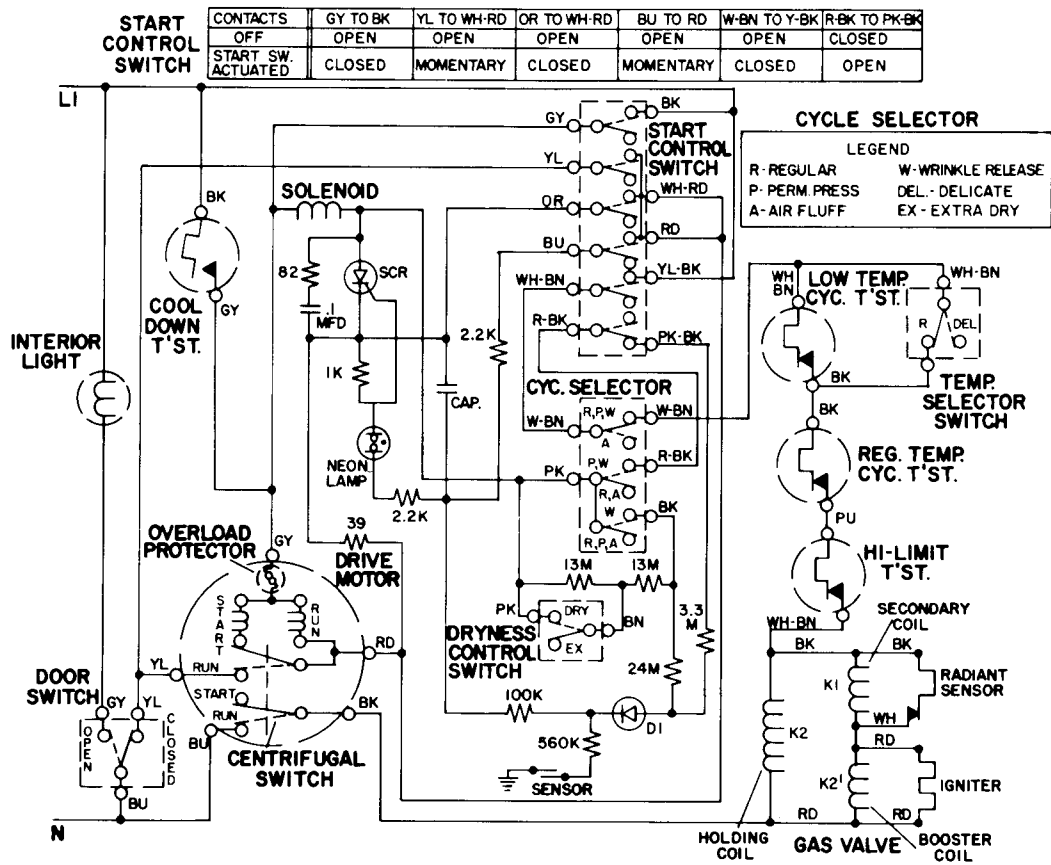 START CONTROL SWITCH
CONTACTS GY TO BK YL TO WH-RD OR TO WH-RD BU TO RD W-BN TO Y-BK R-BK TO PK-BK
OFF OPEN OPEN OPEN OPEN OPEN CLOSED
START SW. ACTUATED CLOSED MOMENTARY CLOSED MOMENTARY CLOSED OPEN
L1
CYCLE SELECTOR
LEGEND
R-REGULAR W-WRINKLE RELEASE
P-PERM. PRESS DEL.-DELICATE
A-AIR FLUFF EX-EXTRA DRY
BK
GY
START CONTROL SWITCH
YL
WH-RD
SOLENOID
OR
RD
BK
BU
YL-BK
82
SCR
WH-BN
WH BN
LOW TEMP. CYC. T'ST.
WH-BN
COOL DOWN T'ST.
GY
.1 MFD
2.2K
R-BK
PK-BK
R
DEL
INTERIOR LIGHT
1K
CAP.
CYC. SELECTOR
BK
TEMP. SELECTOR SWITCH
W-BN
R,P,W
A
W-BN
BK
NEON LAMP
PK
P,W
R,A
R-BK
REG. TEMP. CYC. T'ST.
2.2K
W
R,P,A
BK
PU
OVERLOAD PROTECTOR
GY
39
DRIVE MOTOR
13M
13M
HI-LIMIT T'ST.
START
RUN
PK
DRY
EX
BN
3.3 M
WH-BN
SECONDARY COIL
RD
DRYNESS CONTROL SWITCH
BK
BK
DOOR SWITCH
YL
RUN
24M
K1
RADIANT SENSOR
GY
YL
START
BK
100K
WH
OPEN
CLOSED
RUN
BU
D1
K2
RD
CENTRIFUGAL SWITCH
560K
K2'
IGNITER
BU
SENSOR
N
RD
RD
HOLDING COIL
GAS VALVE
BOOSTER COIL